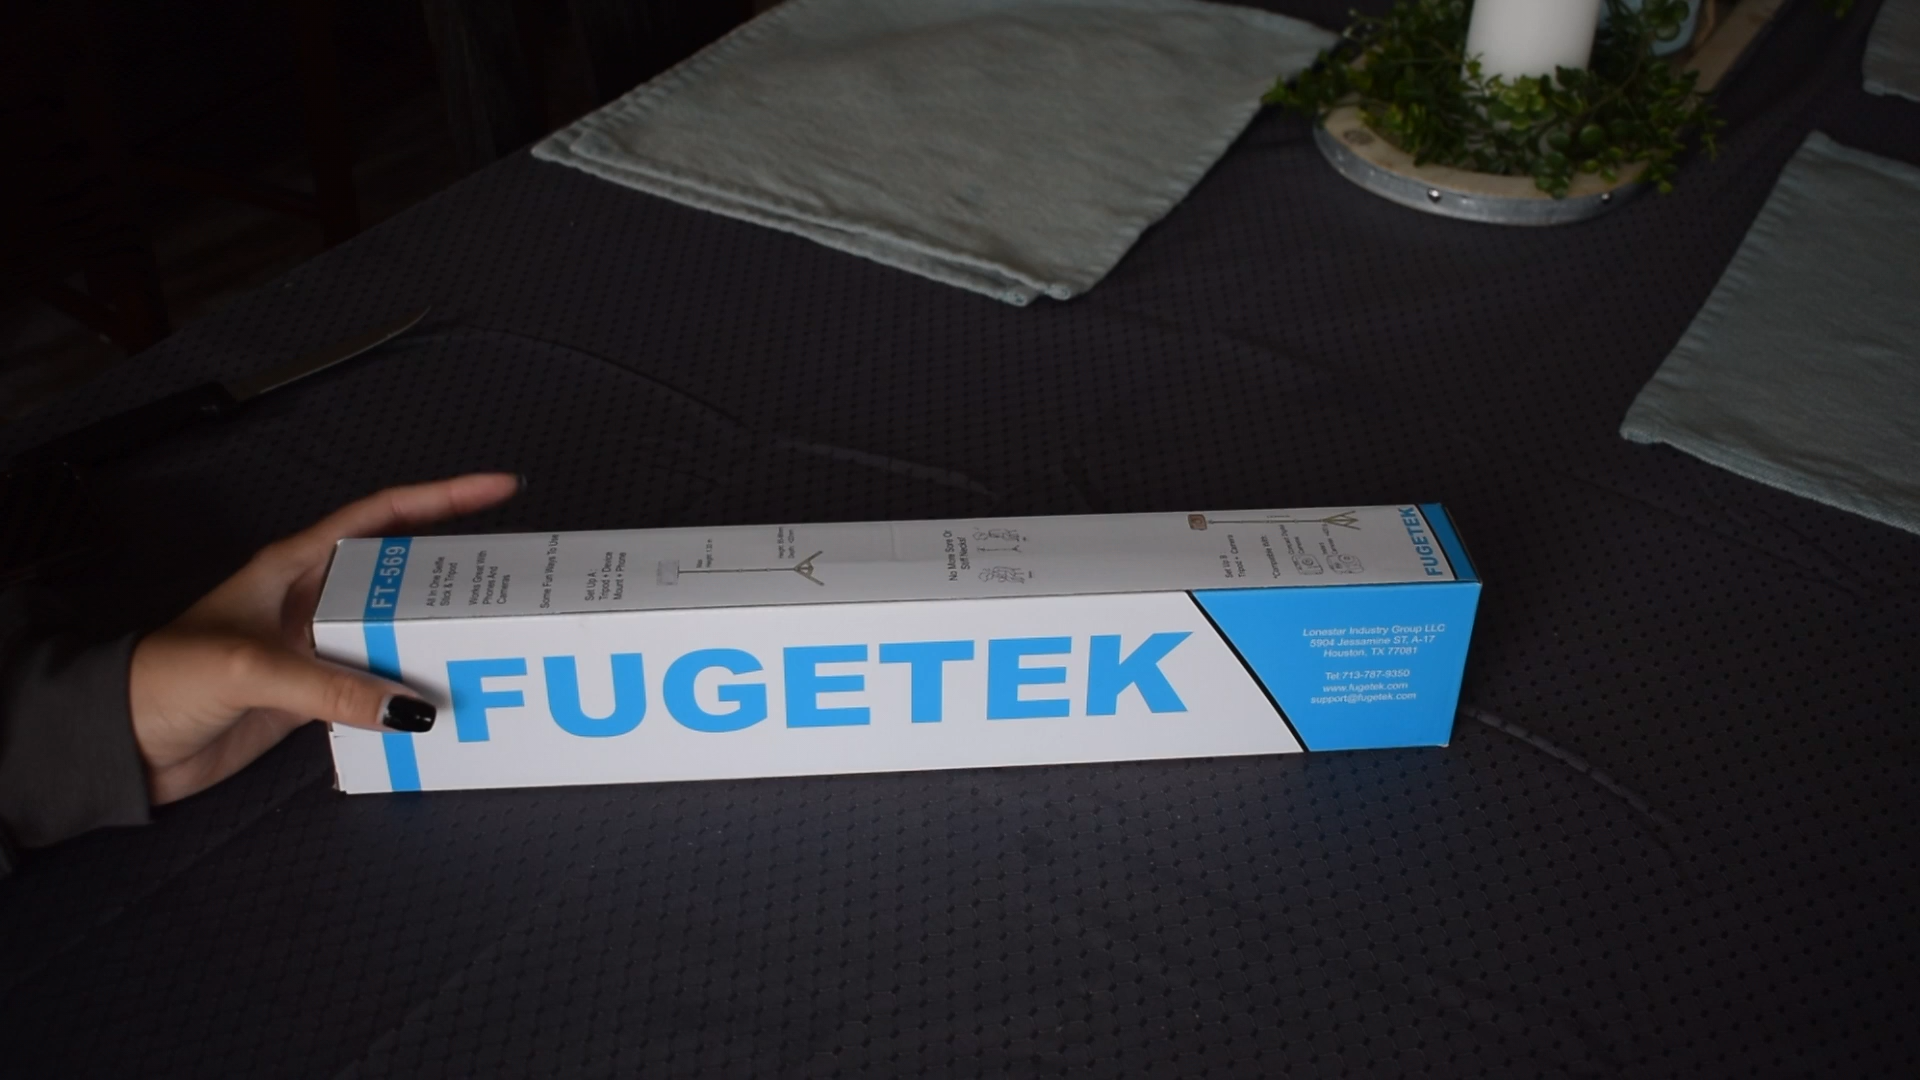 FT-569
All In One Selfie
Stick & Tripod
Works Great With
Phones And
Cameras
Some Fun Ways To Use
Set Up A :
Tripod + Device
Mount + Phone
No More Sore Or
Stiff Necks!
Set Up B
Tripod + Camera
FUGETEK
FUGETEK
Lonestar Industry Group LLC
5904 Jessamine ST, A-17
Houston, TX 77081
Tel:713-787-9350
www.fugetek.com
support@fugetek.com